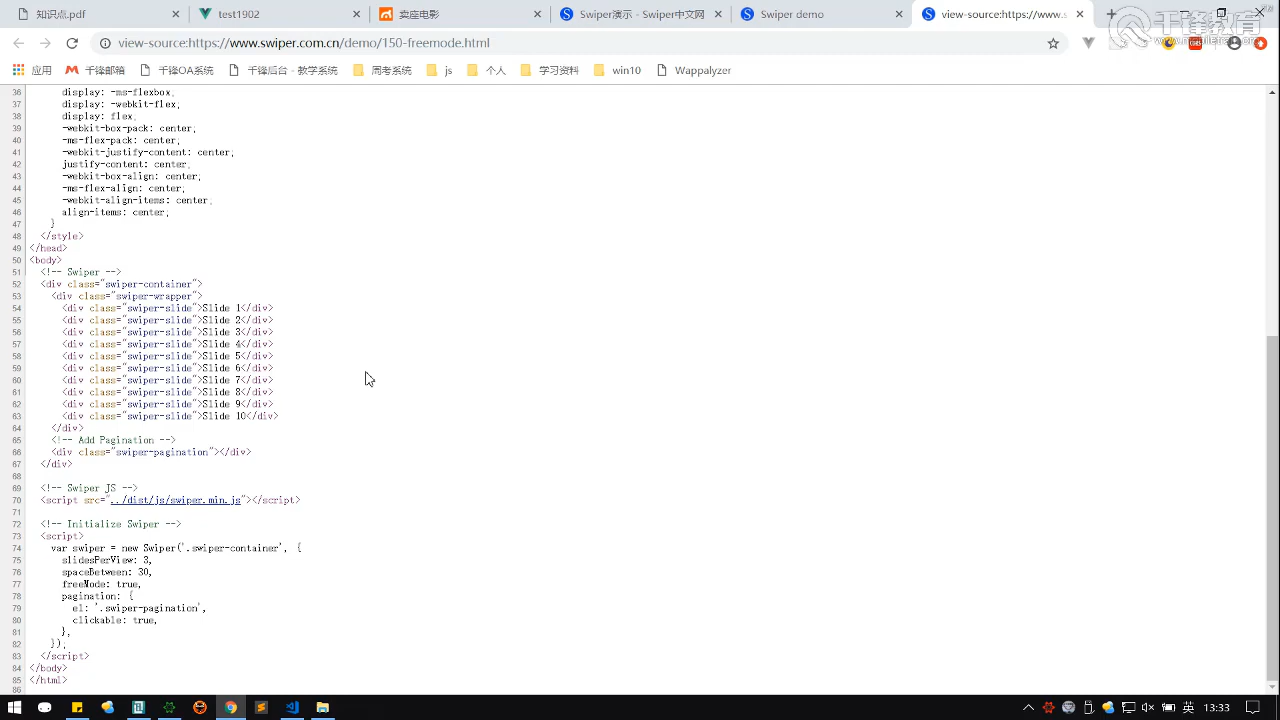 知识点.pdf
test1902
卖座电影
Swiper演示 - Swiper中文网
Swiper demo
view-source:https://www.s
view-source:https://www.swiper.com.cn/demo/150-freemode.html
千锋教育
应用
千锋邮箱
千锋OA系统
千锋后台 - 教学系统
周考系统
js
个人
学习资料
win10
Wappalyzer
36 display: -ms-flexbox;
37 display: -webkit-flex;
38 display: flex;
39 -webkit-box-pack: center;
40 -ms-flex-pack: center;
41 -webkit-justify-content: center;
42 justify-content: center;
43 -webkit-box-align: center;
44 -ms-flex-align: center;
45 -webkit-align-items: center;
46 align-items: center;
47 }
48 </style>
49 </head>
50 <body>
51 <!-- Swiper -->
52 <div class="swiper-container">
53 <div class="swiper-wrapper">
54 <div class="swiper-slide">Slide 1</div>
55 <div class="swiper-slide">Slide 2</div>
56 <div class="swiper-slide">Slide 3</div>
57 <div class="swiper-slide">Slide 4</div>
58 <div class="swiper-slide">Slide 5</div>
59 <div class="swiper-slide">Slide 6</div>
60 <div class="swiper-slide">Slide 7</div>
61 <div class="swiper-slide">Slide 8</div>
62 <div class="swiper-slide">Slide 9</div>
63 <div class="swiper-slide">Slide 10</div>
64 </div>
65 <!-- Add Pagination -->
66 <div class="swiper-pagination"></div>
67 </div>
68
69 <!-- Swiper JS -->
70 <script src="../dist/js/swiper.min.js"></script>
71
72 <!-- Initialize Swiper -->
73 <script>
74 var swiper = new Swiper('.swiper-container', {
75 slidesPerView: 3,
76 spaceBetween: 30,
77 freeMode: true,
78 pagination: {
79 el: '.swiper-pagination',
80 clickable: true,
81 },
82 });
83 </script>
84 </body>
85 </html>
86
英
13:33